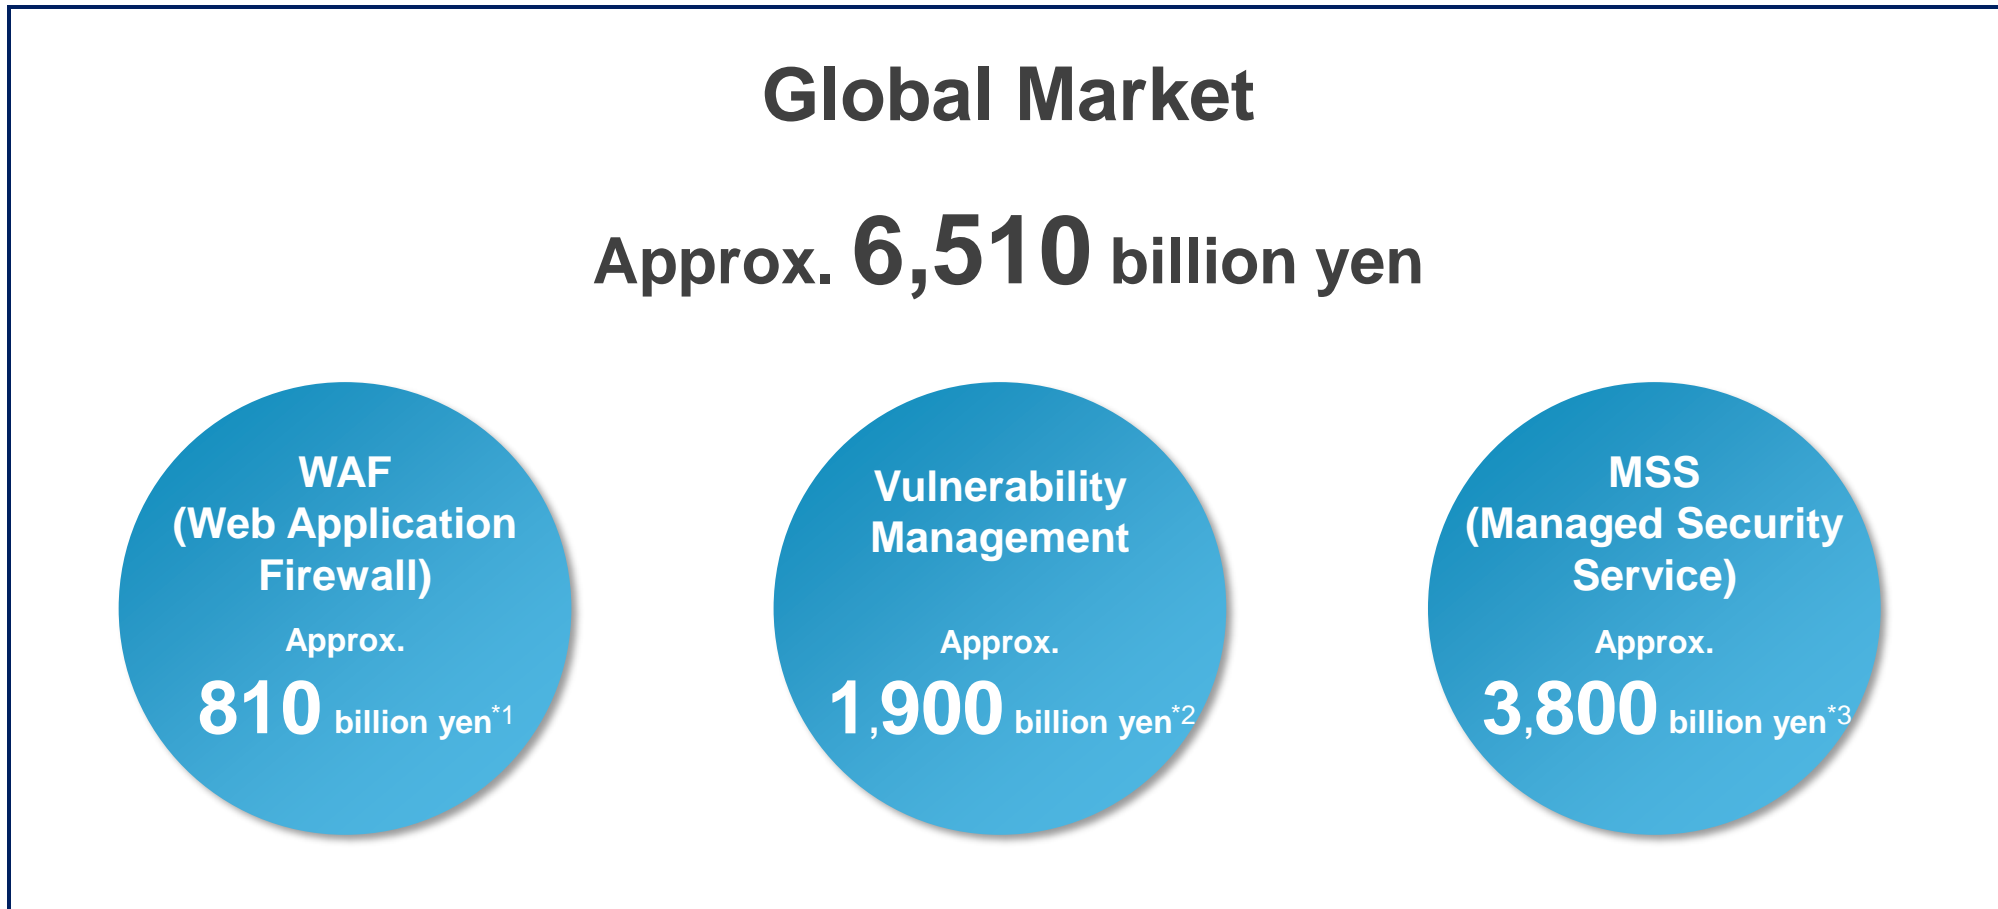 Global Market
Approx. 6,510 billion yen
WAF
(Web Application
Firewall)
Approx.
810 billion yen*1
Vulnerability
Management
Approx.
1,900 billion yen*2
MSS
(Managed Security
Service)
Approx.
3,800 billion yen*3